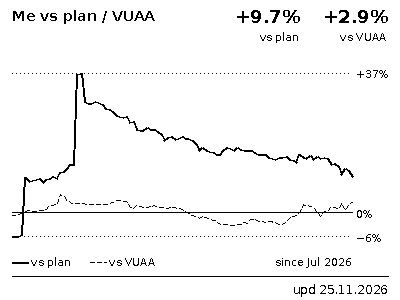 Me vs plan / VUAA
+9.7% +2.9%
vs plan vs VUAA
+37%
0%
−6%
vs plan vs VUAA since Jul 2026
upd 25.11.2026